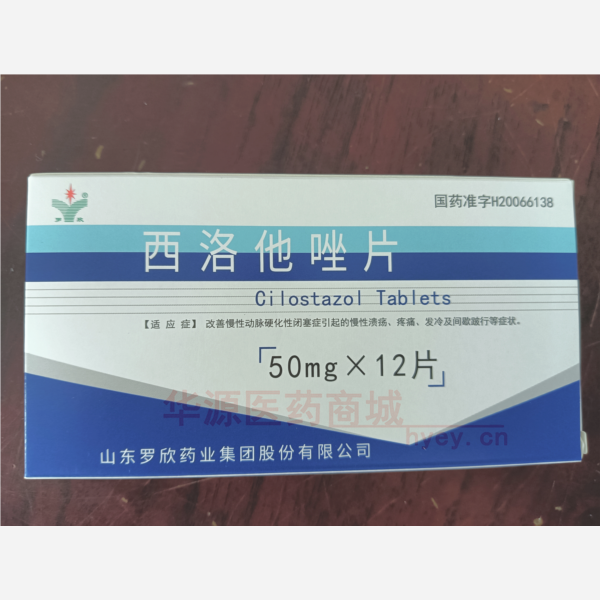 罗欣
®
国药准字H20066138
西洛他唑片
Cilostazol Tablets
【适 应 症】 改善慢性动脉硬化性闭塞症引起的慢性溃疡、疼痛、发冷及间歇跛行等症状。
50mg×12片
华源医药商城
hyey.cn
山东罗欣药业集团股份有限公司